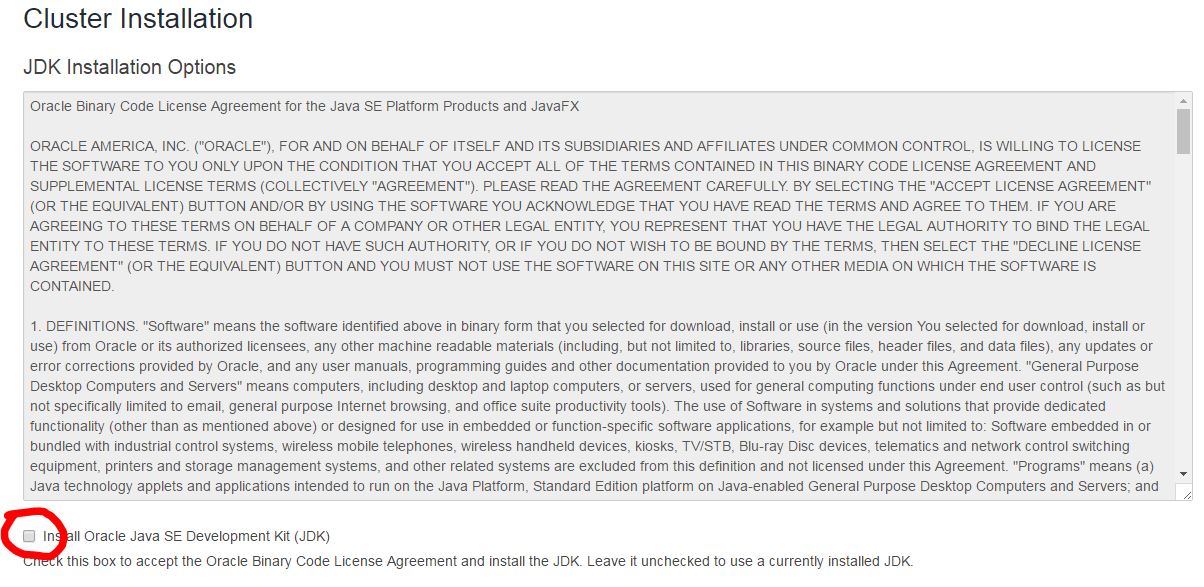 Cluster Installation
JDK Installation Options
Oracle Binary Code License Agreement for the Java SE Platform Products and JavaFX
ORACLE AMERICA, INC. ("ORACLE"), FOR AND ON BEHALF OF ITSELF AND ITS SUBSIDIARIES AND AFFILIATES UNDER COMMON CONTROL, IS WILLING TO LICENSE
THE SOFTWARE TO YOU ONLY UPON THE CONDITION THAT YOU ACCEPT ALL OF THE TERMS CONTAINED IN THIS BINARY CODE LICENSE AGREEMENT AND
SUPPLEMENTAL LICENSE TERMS (COLLECTIVELY "AGREEMENT"). PLEASE READ THE AGREEMENT CAREFULLY. BY SELECTING THE "ACCEPT LICENSE AGREEMENT"
(OR THE EQUIVALENT) BUTTON AND/OR BY USING THE SOFTWARE YOU ACKNOWLEDGE THAT YOU HAVE READ THE TERMS AND AGREE TO THEM. IF YOU ARE
AGREEING TO THESE TERMS ON BEHALF OF A COMPANY OR OTHER LEGAL ENTITY, YOU REPRESENT THAT YOU HAVE THE LEGAL AUTHORITY TO BIND THE LEGAL
ENTITY TO THESE TERMS. IF YOU DO NOT HAVE SUCH AUTHORITY, OR IF YOU DO NOT WISH TO BE BOUND BY THE TERMS, THEN SELECT THE "DECLINE LICENSE
AGREEMENT" (OR THE EQUIVALENT) BUTTON AND YOU MUST NOT USE THE SOFTWARE ON THIS SITE OR ANY OTHER MEDIA ON WHICH THE SOFTWARE IS
CONTAINED.
1. DEFINITIONS. "Software" means the software identified above in binary form that you selected for download, install or use (in the version You selected for download, install or
use) from Oracle or its authorized licensees, any other machine readable materials (including, but not limited to, libraries, source files, header files, and data files), any updates or
error corrections provided by Oracle, and any user manuals, programming guides and other documentation provided to you by Oracle under this Agreement. "General Purpose
Desktop Computers and Servers" means computers, including desktop and laptop computers, or servers, used for general computing functions under end user control (such as but
not specifically limited to email, general purpose Internet browsing, and office suite productivity tools). The use of Software in systems and solutions that provide dedicated
functionality (other than as mentioned above) or designed for use in embedded or function-specific software applications, for example but not limited to: Software embedded in or
bundled with industrial control systems, wireless mobile telephones, wireless handheld devices, kiosks, TV/STB, Blu-ray Disc devices, telematics and network control switching
equipment, printers and storage management systems, and other related systems are excluded from this definition and not licensed under this Agreement. "Programs" means (a)
Java technology applets and applications intended to run on the Java Platform, Standard Edition platform on Java-enabled General Purpose Desktop Computers and Servers; and
Install Oracle Java SE Development Kit (JDK)
Check this box to accept the Oracle Binary Code License Agreement and install the JDK. Leave it unchecked to use a currently installed JDK.